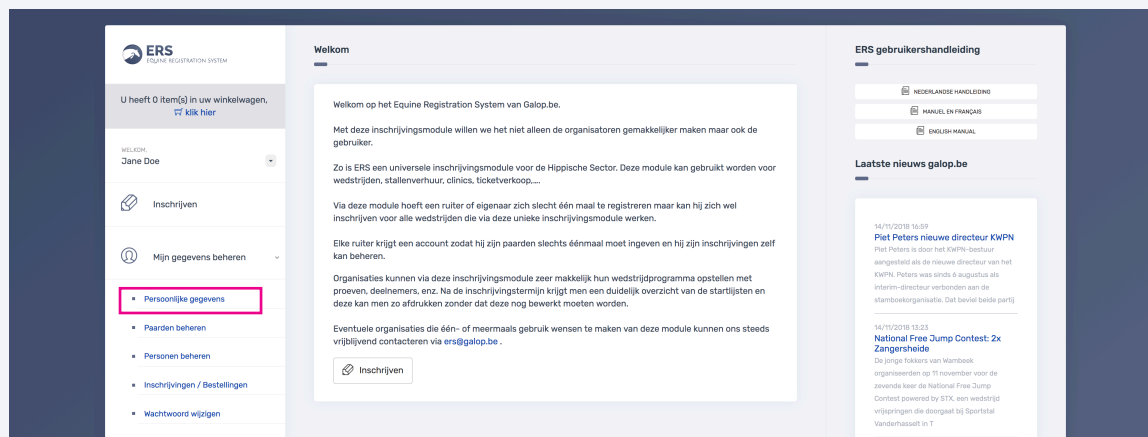 ERS
EQUINE REGISTRATION SYSTEM
U heeft 0 item(s) in uw winkelwagen,
klik hier
WELKOM,
Jane Doe
Inschrijven
Mijn gegevens beheren
Persoonlijke gegevens
Paarden beheren
Personen beheren
Inschrijvingen / Bestellingen
Wachtwoord wijzigen
Welkom
Welkom op het Equine Registration System van Galop.be.
Met deze inschrijvingsmodule willen we het niet alleen de organisatoren gemakkelijker maken maar ook de
gebruiker.
Zo is ERS een universele inschrijvingsmodule voor de Hippische Sector. Deze module kan gebruikt worden voor
wedstrijden, stallenverhuur, clinics, ticketverkoop,....
Via deze module hoeft een ruiter of eigenaar zich slecht één maal te registreren maar kan hij zich wel
inschrijven voor alle wedstrijden die via deze unieke inschrijvingsmodule werken.
Elke ruiter krijgt een account zodat hij zijn paarden slechts éénmaal moet ingeven en hij zijn inschrijvingen zelf
kan beheren.
Organisaties kunnen via deze inschrijvingsmodule zeer makkelijk hun wedstrijdprogramma opstellen met
proeven, deelnemers, enz. Na de inschrijvingstermijn krijgt men een duidelijk overzicht van de startlijsten en
deze kan men zo afdrukken zonder dat deze nog bewerkt moeten worden.
Eventuele organisaties die één- of meermaals gebruik wensen te maken van deze module kunnen ons steeds
vrijblijvend contacteren via ers@galop.be .
Inschrijven
ERS gebruikershandleiding
NEDERLANDSE HANDLEIDING
MANUEL EN FRANÇAIS
ENGLISH MANUAL
Laatste nieuws galop.be
14/11/2018 16:59
Piet Peters nieuwe directeur KWPN
Piet Peters is door het KWPN-bestuur
aangesteld als de nieuwe directeur van het
KWPN. Peters was sinds 6 augustus als
interim-directeur verbonden aan de
stamboekorganisatie. Dat beviel beide partij
14/11/2018 13:23
National Free Jump Contest: 2x
Zangersheide
De jonge fokkers van Wambeek
organiseerden op 11 november voor de
zevende keer de National Free Jump
Contest powered by STX, een wedstrijd
vrijspringen die doorgaat bij Sportstal
Vanderhasselt in T